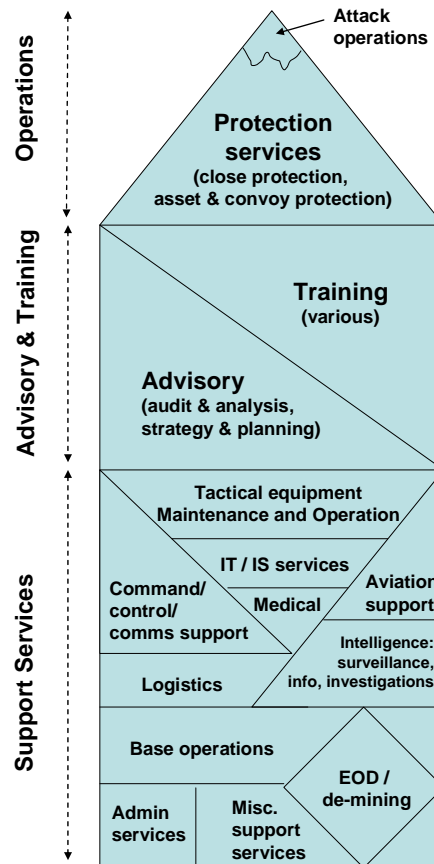 Attack
operations
Operations
Protection
services
(close protection,
asset & convoy protection)
Advisory & Training
Training
(various)
Advisory
(audit & analysis,
strategy & planning)
Support Services
Tactical equipment
Maintenance and Operation
IT / IS services
Medical
Command/
control/
comms support
Aviation
support
Intelligence:
surveillance,
info, investigations
Logistics
Base operations
EOD /
de-mining
Admin
services
Misc.
support
services